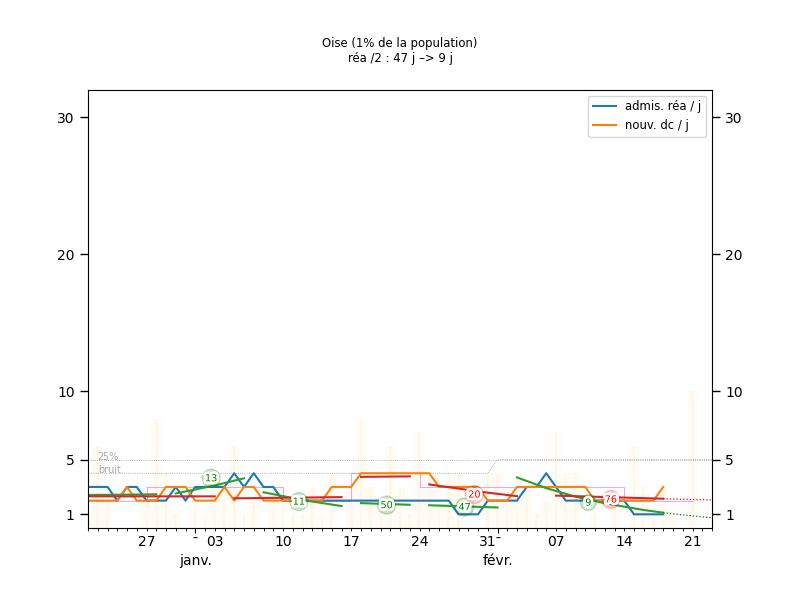 Oise (1% de la population)
réa /2 : 47 j –> 9 j
admis. réa / j
nouv. dc / j
30 30
20 20
10 10
5 5
1 1
25%
bruit
13
11
50
47
20
9
76
27 03 10 17 24 31 07 14 21
janv. févr.